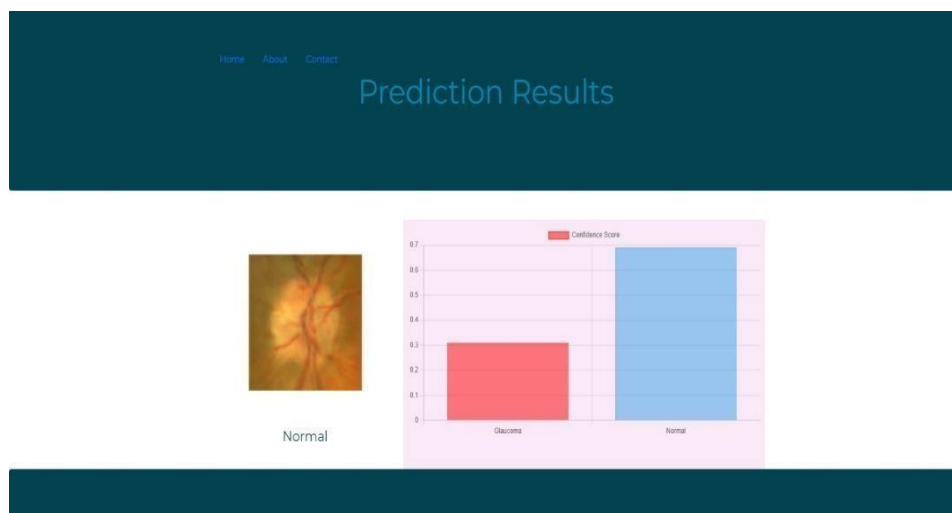 Home About Contact
Prediction Results
Confidence Score
0.7
0.6
0.5
0.4
0.3
0.2
0.1
0
Glaucoma Normal
Normal